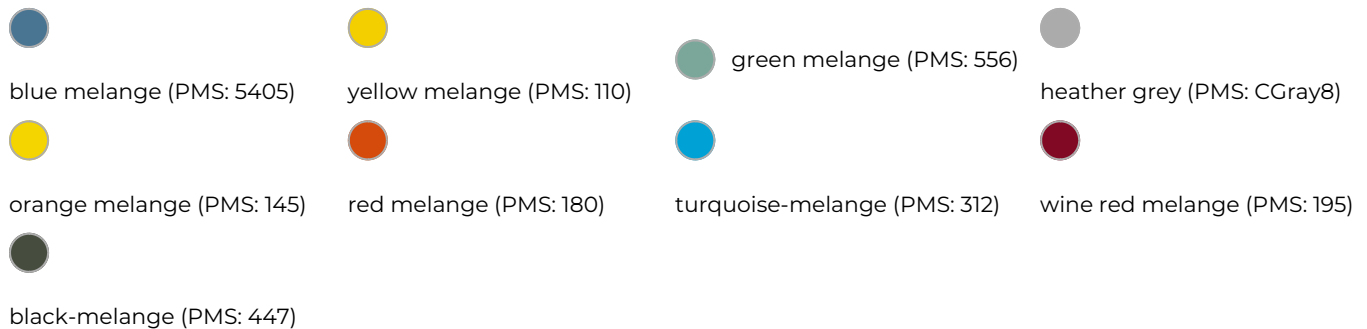 blue melange (PMS: 5405)
yellow melange (PMS: 110)
green melange (PMS: 556)
heather grey (PMS: CGray8)
orange melange (PMS: 145)
red melange (PMS: 180)
turquoise-melange (PMS: 312)
wine red melange (PMS: 195)
black-melange (PMS: 447)